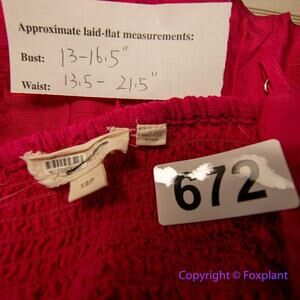 Approximate laid-flat measurements:
Bust: 13-16.5"
Waist: 13.5 - 21.5"
XSP
672
Copyright © Foxplant